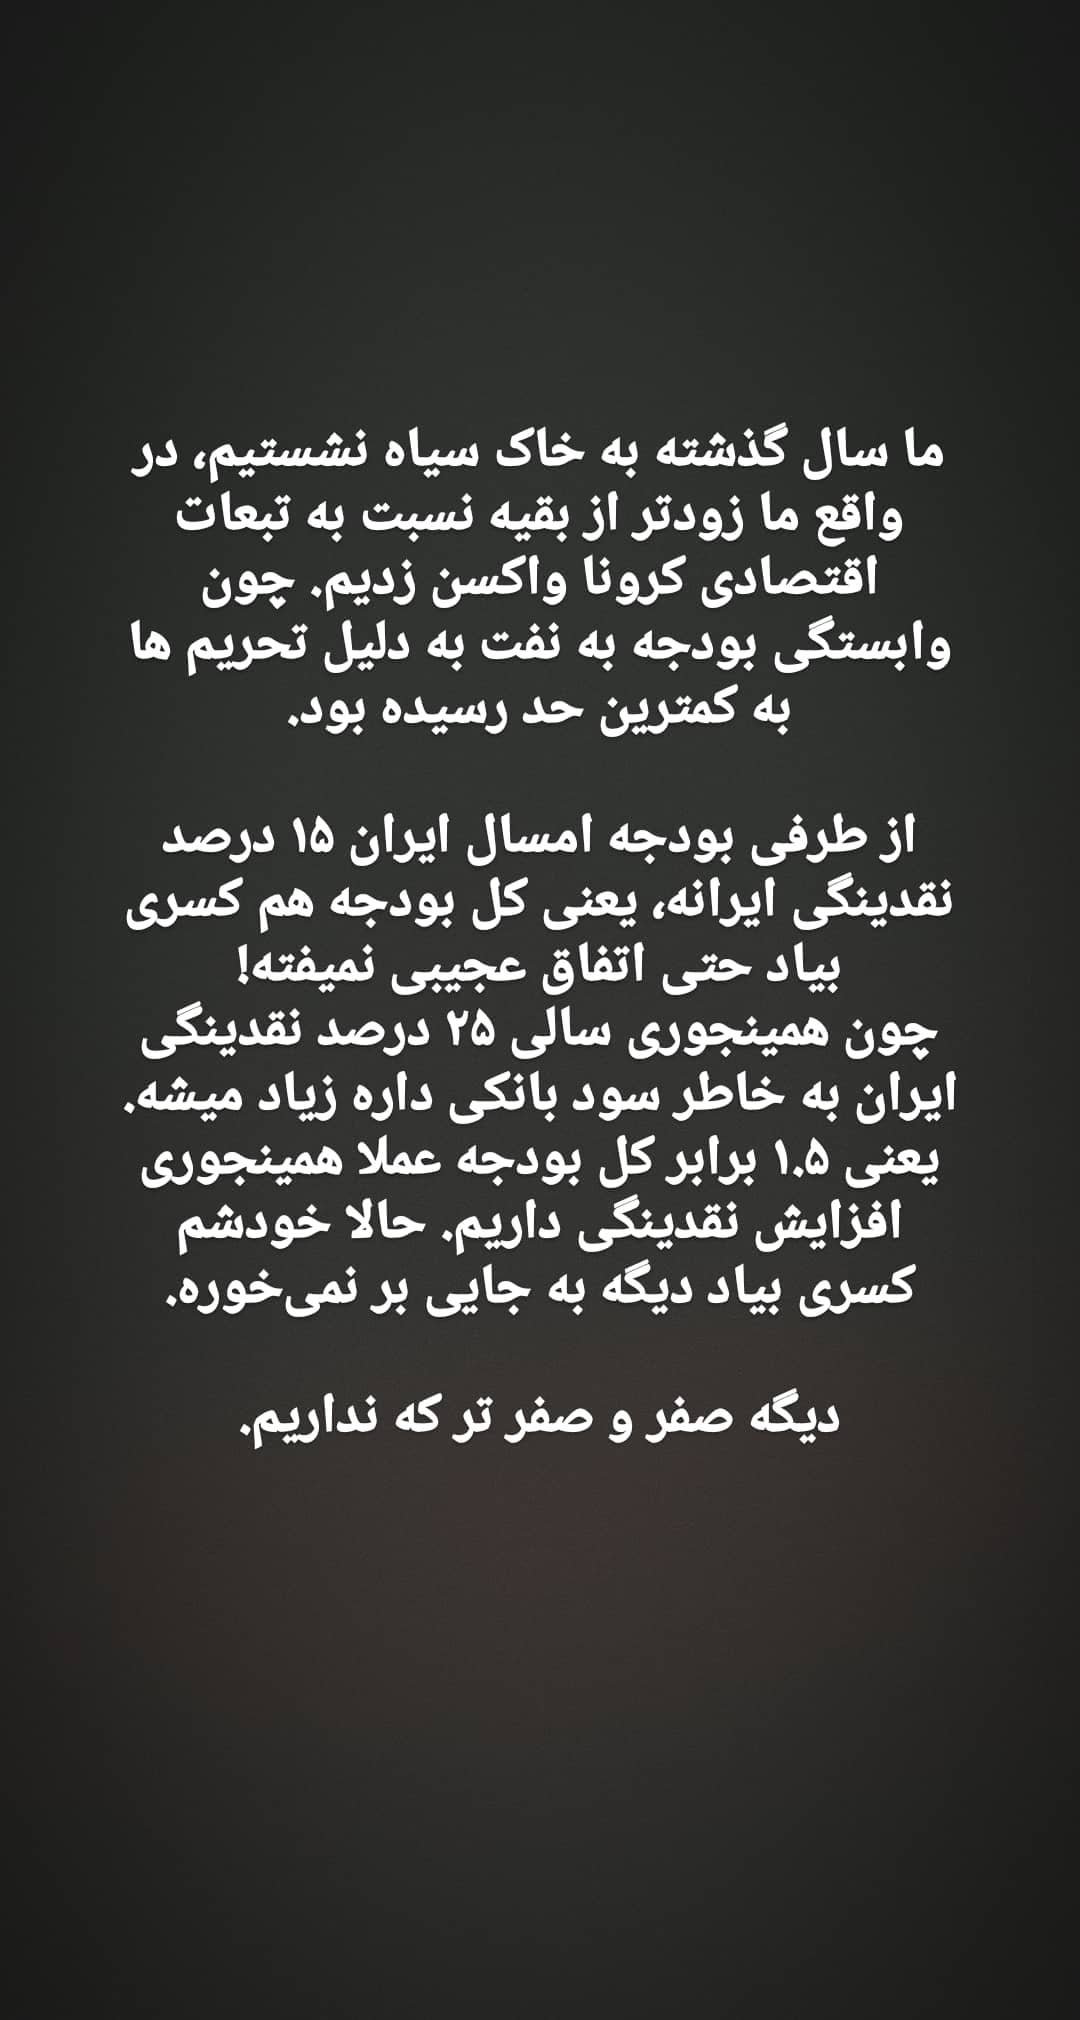 ما سال گذشته به خاک سیاه نشستیم، در
واقع ما زودتر از بقیه نسبت به تبعات
اقتصادی کرونا واکسن زدیم. چون
وابستگی بودجه به نفت به دلیل تحریم ها
به کمترین حد رسیده بود.
از طرفی بودجه امسال ایران ۱۵ درصد
نقدینگی ایرانه، یعنی کل بودجه هم کسری
بیاد حتی اتفاق عجیبی نمیفته!
چون همینجوری سالی ۲۵ درصد نقدینگی
ایران به خاطر سود بانکی داره زیاد میشه.
یعنی ۱.۵ برابر کل بودجه عملا همینجوری
افزایش نقدینگی داریم. حالا خودشم
کسری بیاد دیگه به جایی بر نمی‌خوره.
دیگه صفر و صفر تر که نداریم.